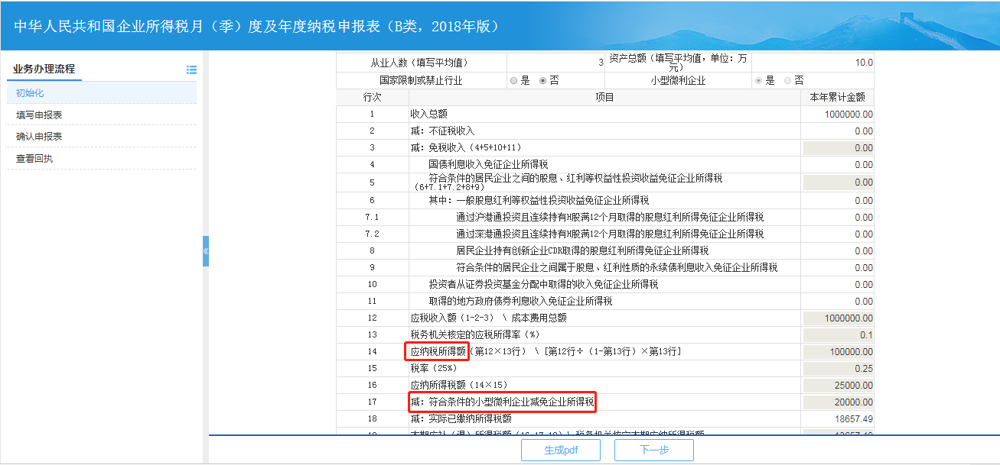 中华人民共和国企业所得税月（季）度及年度纳税申报表（B类，2018年版）
业务办理流程
初始化
填写申报表
确认申报表
查看回执
从业人数（填写平均值） 3 资产总额（填写平均值，单位：万元） 10.0
国家限制或禁止行业 是 否 小型微利企业 是 否
行次 项目 本年累计金额
1 收入总额 1000000.00
2 减：不征税收入 0.00
3 减：免税收入（4+5+10+11） 0.00
4 国债利息收入免征企业所得税 0.00
5 符合条件的居民企业之间的股息、红利等权益性投资收益免征企业所得税
（6+7.1+7.2+8+9） 0.00
6 其中：一般股息红利等权益性投资收益免征企业所得税 0.00
7.1 通过沪港通投资且连续持有H股满12个月取得的股息红利所得免征企业所得税 0.00
7.2 通过深港通投资且连续持有H股满12个月取得的股息红利所得免征企业所得税 0.00
8 居民企业持有创新企业CDR取得的股息红利所得免征企业所得税 0.00
9 符合条件的居民企业之间属于股息、红利性质的永续债利息收入免征企业所得税 0.00
10 投资者从证券投资基金分配中取得的收入免征企业所得税 0.00
11 取得的地方政府债券利息收入免征企业所得税 0.00
12 应税收入额（1-2-3） \ 成本费用总额 1000000.00
13 税务机关核定的应税所得率（%） 0.1
14 应纳税所得额（第12×13行） \ [第12行÷（1-第13行）×第13行] 100000.00
15 税率（25%） 0.25
16 应纳所得税额（14×15） 25000.00
17 减：符合条件的小型微利企业减免企业所得税 20000.00
18 减：实际已缴纳所得税额 18657.49
生成pdf 下一步